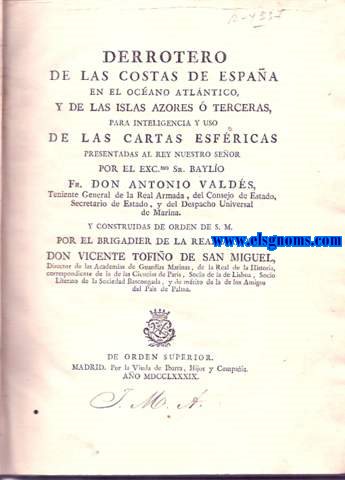 DERROTERO
DE LAS COSTAS DE ESPAÑA
EN EL OCÉANO ATLÁNTICO,
Y DE LAS ISLAS AZORES Ó TERCERAS,
PARA INTELIGENCIA Y USO
DE LAS CARTAS ESFÉRICAS
PRESENTADAS AL REY NUESTRO SEÑOR
POR EL EXC.MO SR. BAYLÍO
FR. DON ANTONIO VALDÉS,
Teniente General de la Real Armada, del Consejo de Estado,
Secretario de Estado, y del Despacho Universal
de Marina.
Y CONSTRUIDAS DE ORDEN DE S. M.
POR EL BRIGADIER DE LA REAL
www.elsgnoms.com
DON VICENTE TOFIÑO DE SAN MIGUEL,
Director de las Academias de Guardias Marinas, de la Real de la Historia,
correspondiente de la de las Ciencias de Paris, Socio de la de Lisboa, Socio
Literato de la Sociedad Bascongada, y de mérito de la de los Amigos
del Pais de Palma.
DE ORDEN SUPERIOR.
MADRID. Por la Viuda de Ibarra, Hijos y Compañía.
AÑO MDCCLXXXIX.
J. M. Á.